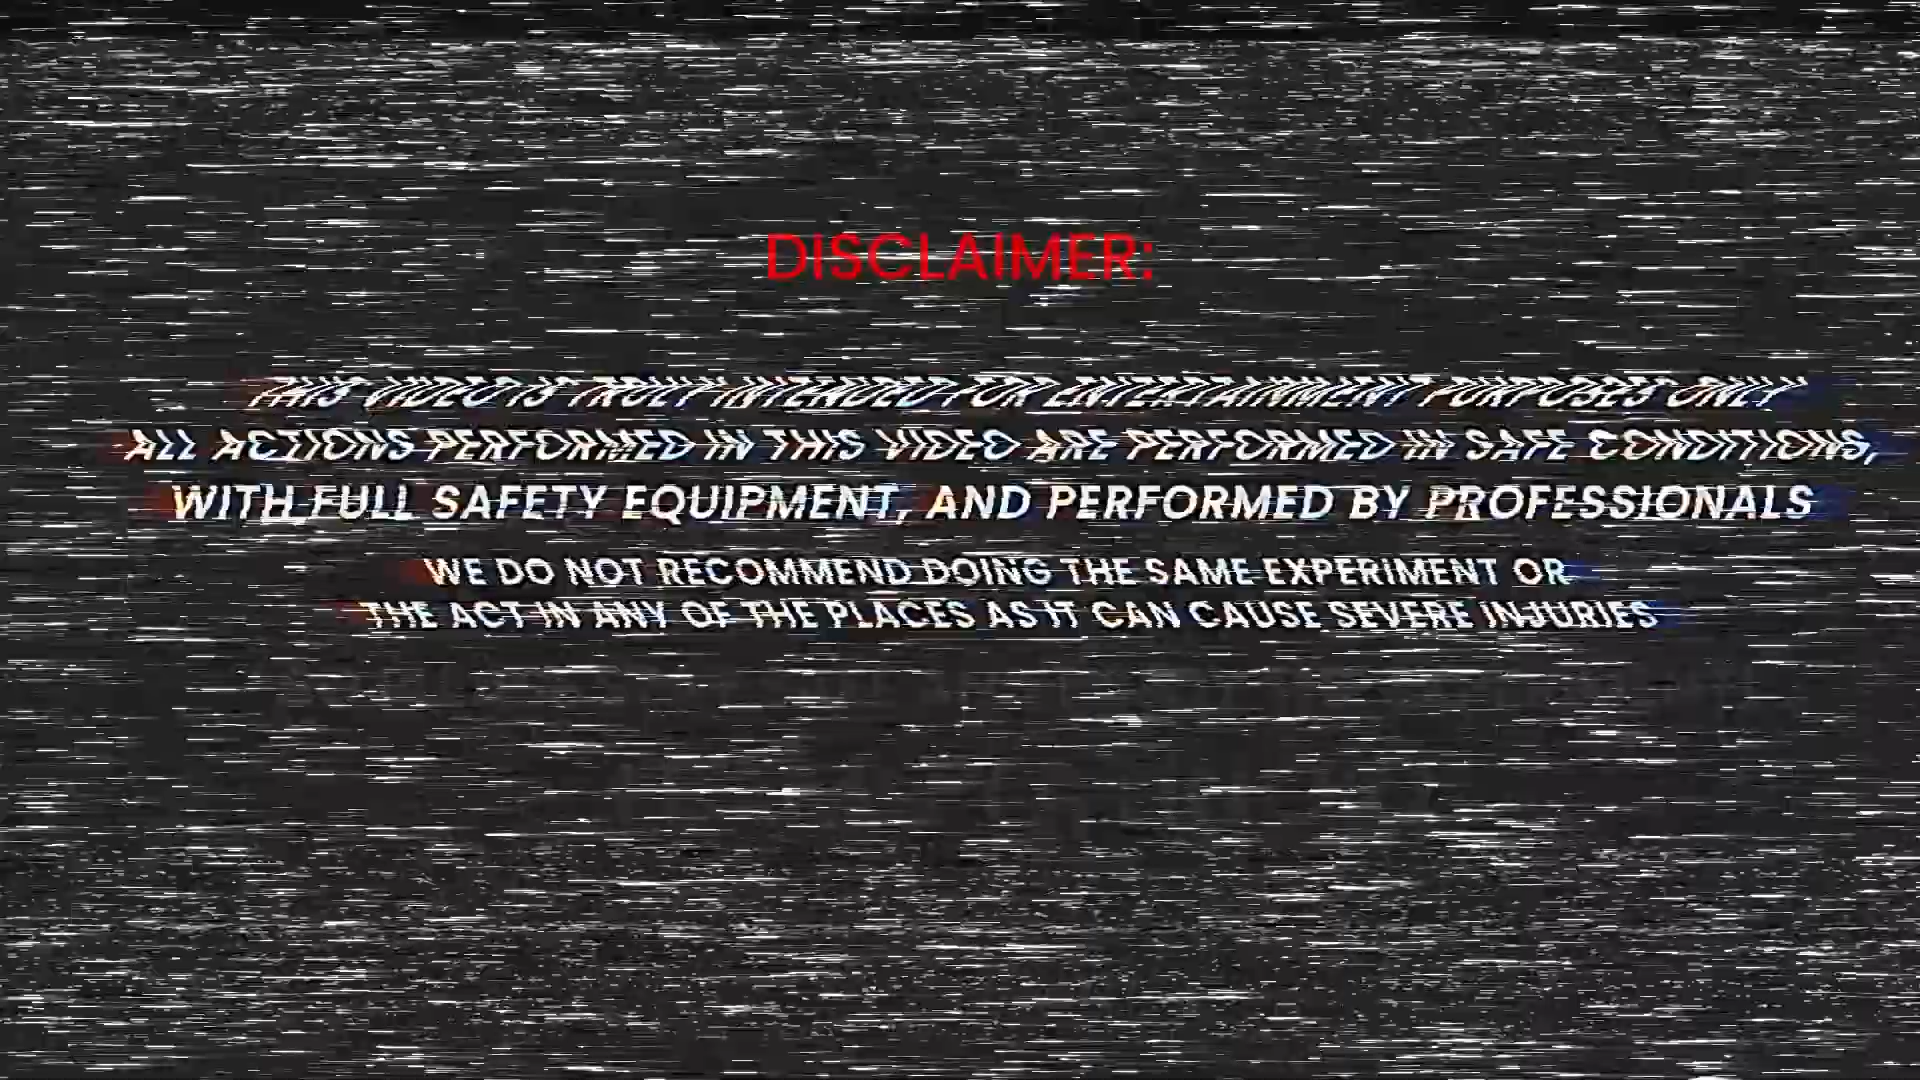 DISCLAIMER:
THIS VIDEO IS TRULY INTENDED FOR ENTERTAINMENT PURPOSES ONLY
ALL ACTIONS PERFORMED IN THIS VIDEO ARE PERFORMED IN SAFE CONDITIONS,
WITH FULL SAFETY EQUIPMENT, AND PERFORMED BY PROFESSIONALS
WE DO NOT RECOMMEND DOING THE SAME EXPERIMENT OR
THE ACT IN ANY OF THE PLACES AS IT CAN CAUSE SEVERE INJURIES